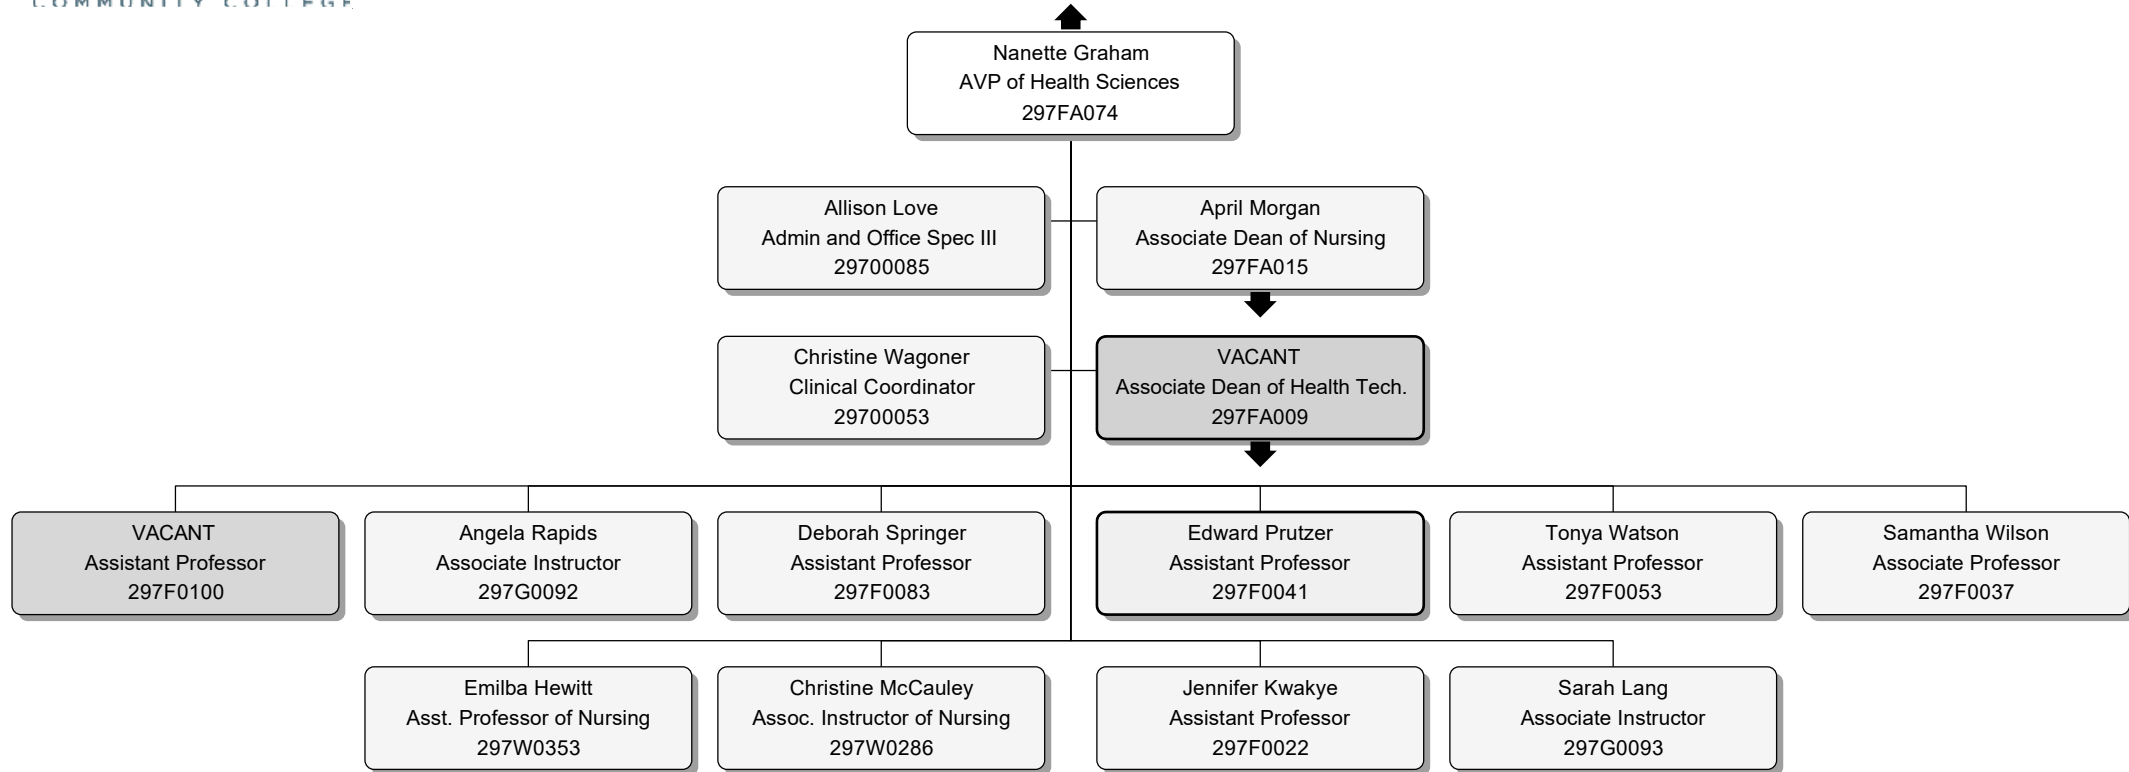 COMMUNITY COLLEGE
Nanette Graham
AVP of Health Sciences
297FA074
Allison Love
Admin and Office Spec III
29700085
April Morgan
Associate Dean of Nursing
297FA015
Christine Wagoner
Clinical Coordinator
29700053
VACANT
Associate Dean of Health Tech.
297FA009
VACANT
Assistant Professor
297F0100
Angela Rapids
Associate Instructor
297G0092
Deborah Springer
Assistant Professor
297F0083
Edward Prutzer
Assistant Professor
297F0041
Tonya Watson
Assistant Professor
297F0053
Samantha Wilson
Associate Professor
297F0037
Emilba Hewitt
Asst. Professor of Nursing
297W0353
Christine McCauley
Assoc. Instructor of Nursing
297W0286
Jennifer Kwakye
Assistant Professor
297F0022
Sarah Lang
Associate Instructor
297G0093